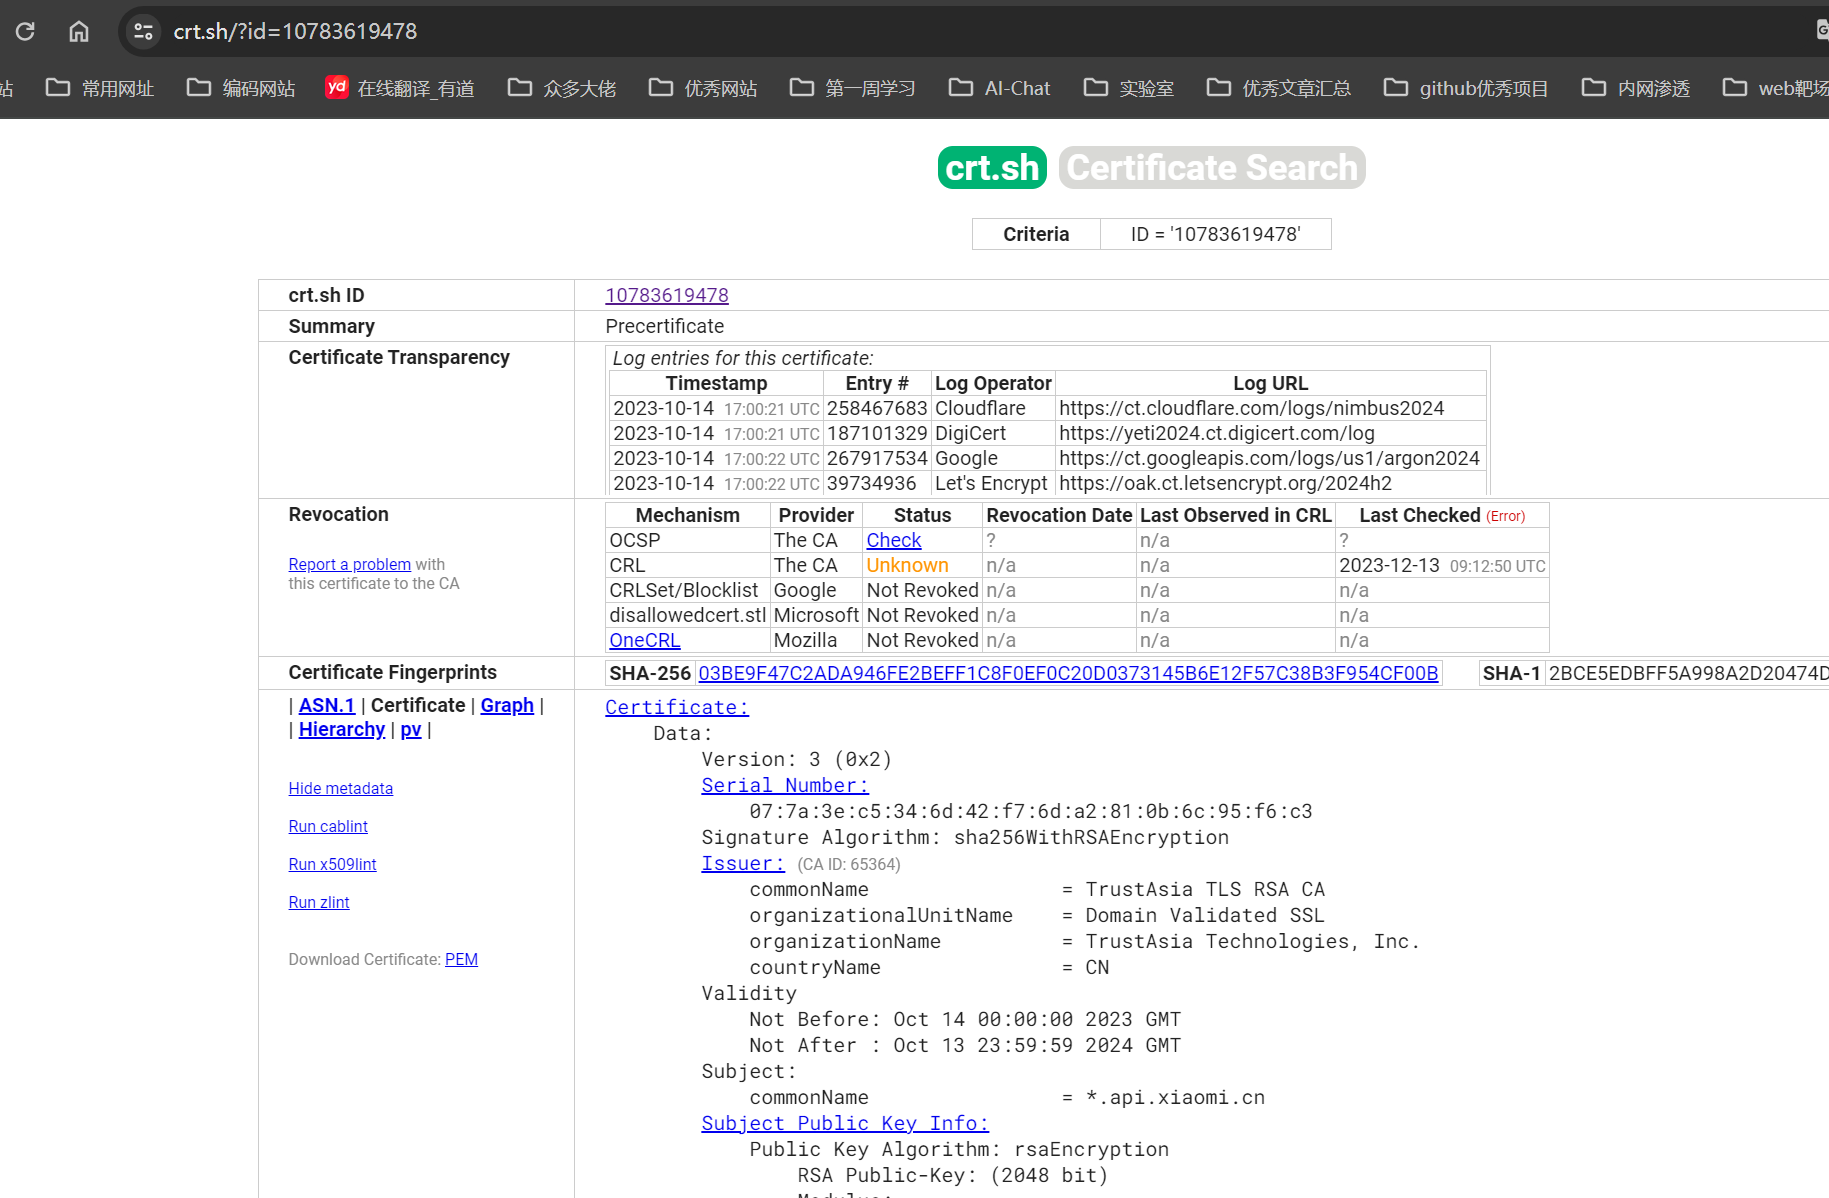 crt.sh/?id=10783619478
站 常用网址 编码网站 yd 在线翻译_有道 众多大佬 优秀网站 第一周学习 AI-Chat 实验室 优秀文章汇总 github优秀项目 内网渗透 web靶场
crt.sh Certificate Search
Criteria ID = '10783619478'
crt.sh ID 10783619478
Summary Precertificate
Certificate Transparency Log entries for this certificate:
Timestamp Entry # Log Operator Log URL
2023-10-14 17:00:21 UTC 258467683 Cloudflare https://ct.cloudflare.com/logs/nimbus2024
2023-10-14 17:00:21 UTC 187101329 DigiCert https://yeti2024.ct.digicert.com/log
2023-10-14 17:00:22 UTC 267917534 Google https://ct.googleapis.com/logs/us1/argon2024
2023-10-14 17:00:22 UTC 39734936 Let's Encrypt https://oak.ct.letsencrypt.org/2024h2
Revocation
Report a problem with
this certificate to the CA
Mechanism Provider Status Revocation Date Last Observed in CRL Last Checked (Error)
OCSP The CA Check ? n/a ?
CRL The CA Unknown n/a n/a 2023-12-13 09:12:50 UTC
CRLSet/Blocklist Google Not Revoked n/a n/a n/a
disallowedcert.stl Microsoft Not Revoked n/a n/a n/a
OneCRL Mozilla Not Revoked n/a n/a n/a
Certificate Fingerprints SHA-256 03BE9F47C2ADA946FE2BEFF1C8F0EF0C20D0373145B6E12F57C38B3F954CF00B SHA-1 2BCE5EDBFF5A998A2D20474D
| ASN.1 | Certificate | Graph |
| Hierarchy | pv |
Hide metadata
Run cablint
Run x509lint
Run zlint
Download Certificate: PEM
Certificate:
Data:
Version: 3 (0x2)
Serial Number:
07:7a:3e:c5:34:6d:42:f7:6d:a2:81:0b:6c:95:f6:c3
Signature Algorithm: sha256WithRSAEncryption
Issuer: (CA ID: 65364)
commonName = TrustAsia TLS RSA CA
organizationalUnitName = Domain Validated SSL
organizationName = TrustAsia Technologies, Inc.
countryName = CN
Validity
Not Before: Oct 14 00:00:00 2023 GMT
Not After : Oct 13 23:59:59 2024 GMT
Subject:
commonName = *.api.xiaomi.cn
Subject Public Key Info:
Public Key Algorithm: rsaEncryption
RSA Public-Key: (2048 bit)